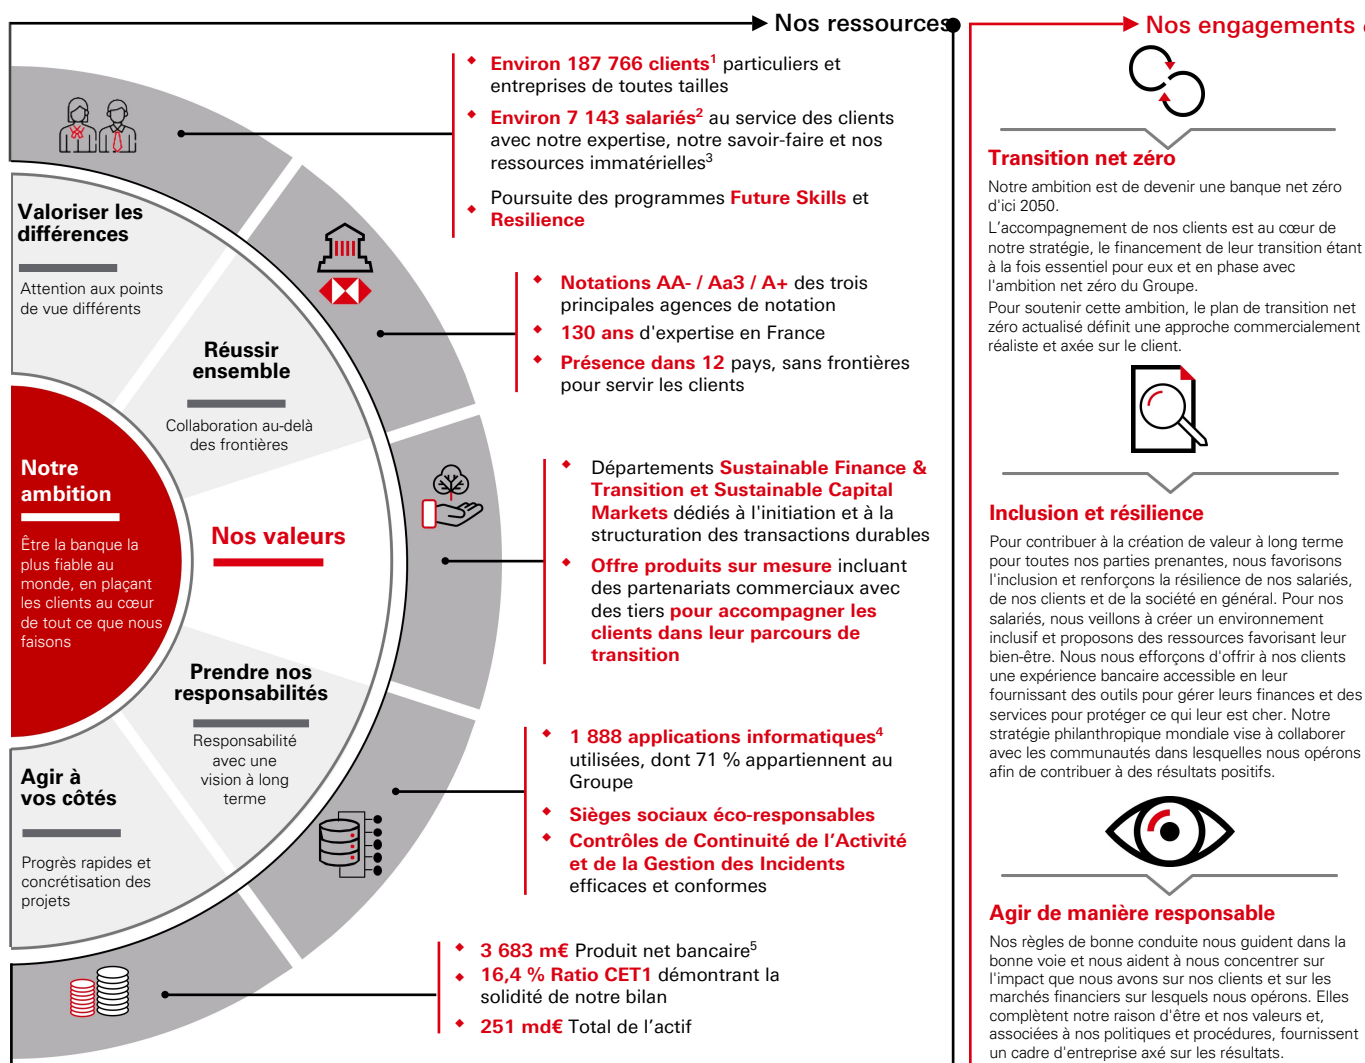 Nos ressources
Environ 187 766 clients¹ particuliers et
entreprises de toutes tailles
Environ 7 143 salariés² au service des clients
avec notre expertise, notre savoir-faire et nos
ressources immatérielles³
Poursuite des programmes Future Skills et
Resilience
Notations AA- / Aa3 / A+ des trois
principales agences de notation
130 ans d'expertise en France
Présence dans 12 pays, sans frontières
pour servir les clients
Départements Sustainable Finance &
Transition et Sustainable Capital
Markets dédiés à l'initiation et à la
structuration des transactions durables
Offre produits sur mesure incluant
des partenariats commerciaux avec
des tiers pour accompagner les
clients dans leur parcours de
transition
1 888 applications informatiques⁴
utilisées, dont 71 % appartiennent au
Groupe
Sièges sociaux éco-responsables
Contrôles de Continuité de l’Activité
et de la Gestion des Incidents
efficaces et conformes
3 683 m€ Produit net bancaire⁵
16,4 % Ratio CET1 démontrant la
solidité de notre bilan
251 md€ Total de l'actif
Valoriser les
différences
Attention aux points
de vue différents
Réussir
ensemble
Collaboration au-delà
des frontières
Notre
ambition
Être la banque la
plus fiable au
monde, en plaçant
les clients au cœur
de tout ce que nous
faisons
Nos valeurs
Prendre nos
responsabilités
Responsabilité
avec une
vision à long
terme
Agir à
vos côtés
Progrès rapides et
concrétisation des
projets
Nos engagements
Transition net zéro
Notre ambition est de devenir une banque net zéro
d'ici 2050.
L’accompagnement de nos clients est au cœur de
notre stratégie, le financement de leur transition étant
à la fois essentiel pour eux et en phase avec
l'ambition net zéro du Groupe.
Pour soutenir cette ambition, le plan de transition net
zéro actualisé définit une approche commercialement
réaliste et axée sur le client.
Inclusion et résilience
Pour contribuer à la création de valeur à long terme
pour toutes nos parties prenantes, nous favorisons
l'inclusion et renforçons la résilience de nos salariés,
de nos clients et de la société en général. Pour nos
salariés, nous veillons à créer un environnement
inclusif et proposons des ressources favorisant leur
bien-être. Nous nous efforçons d'offrir à nos clients
une expérience bancaire accessible en leur
fournissant des outils pour gérer leurs finances et des
services pour protéger ce qui leur est cher. Notre
stratégie philanthropique mondiale vise à collaborer
avec les communautés dans lesquelles nous opérons
afin de contribuer à des résultats positifs.
Agir de manière responsable
Nos règles de bonne conduite nous guident dans la
bonne voie et nous aident à nous concentrer sur
l'impact que nous avons sur nos clients et sur les
marchés financiers sur lesquels nous opérons. Elles
complètent notre raison d'être et nos valeurs et,
associées à nos politiques et procédures, fournissent
un cadre d'entreprise axé sur les résultats.